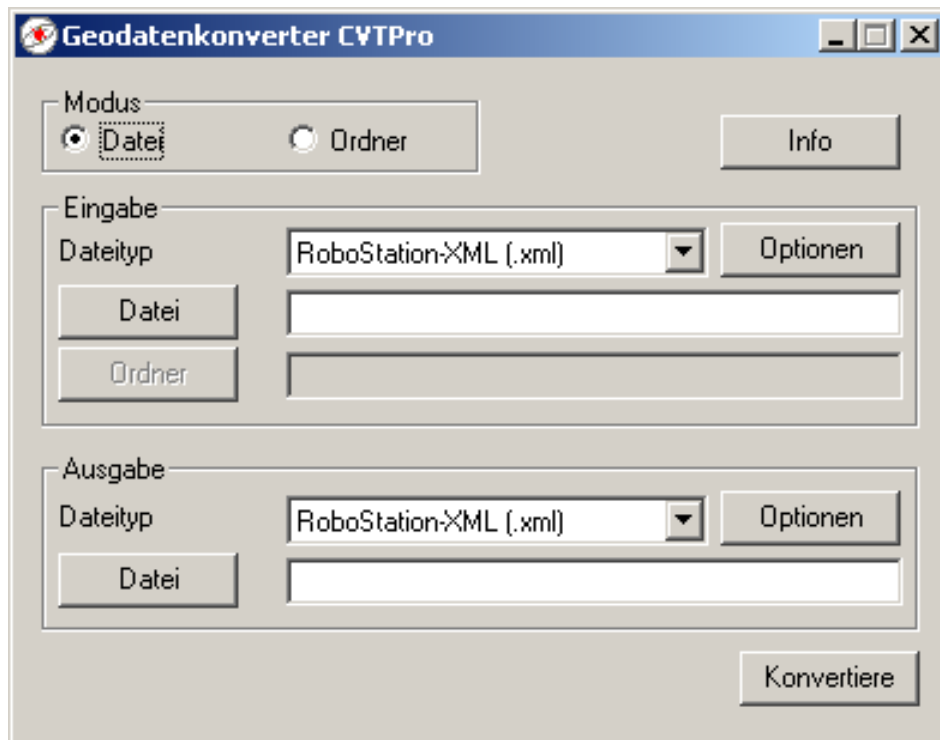 Geodatenkonverter CVTPro
Modus
Datei Ordner Info
Eingabe
Dateityp RoboStation-XML (.xml) Optionen
Datei
Ordner
Ausgabe
Dateityp RoboStation-XML (.xml) Optionen
Datei
Konvertiere